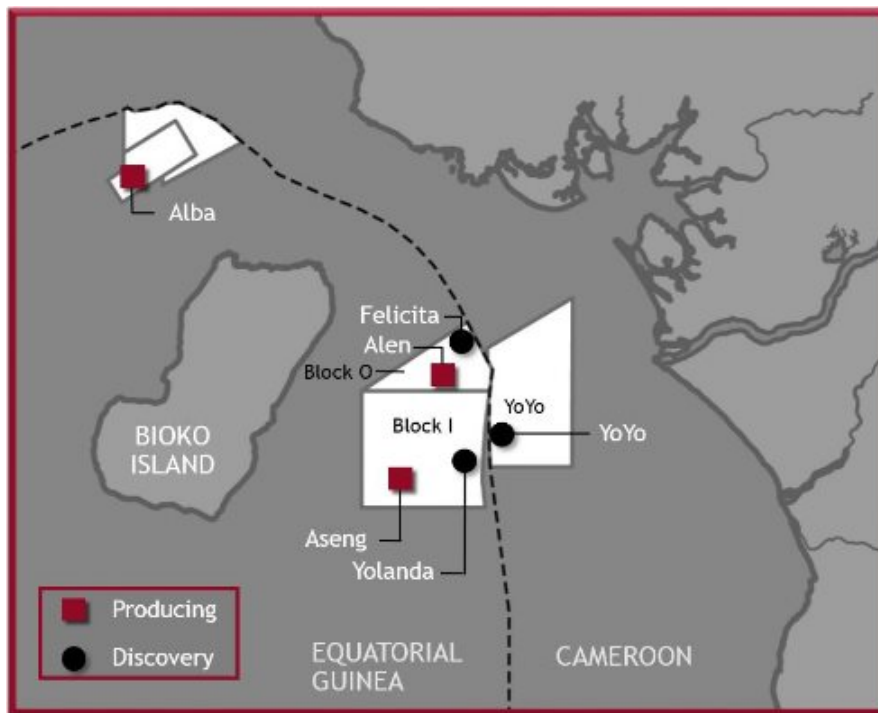 Alba
Felicita
Alen
Block O
YoYo
Block I
YoYo
BIOKO
ISLAND
Aseng
Yolanda
Producing
Discovery
EQUATORIAL
GUINEA
CAMEROON